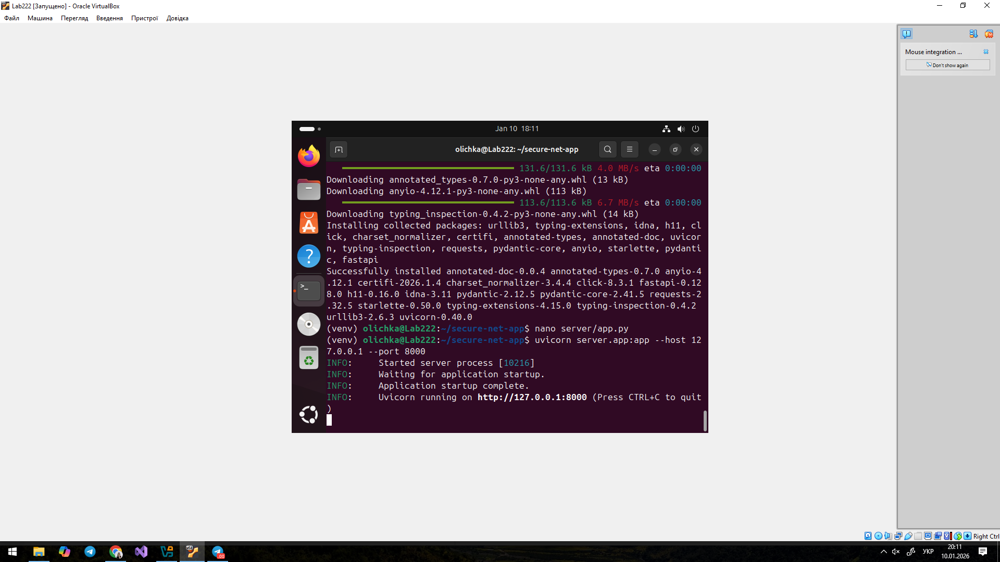 Lab222 [Запущено] - Oracle VirtualBox
Файл Машина Перегляд Введення Пристрої Довідка
Mouse integration ...
Don't show again
Jan 10 18:11
olichka@Lab222: ~/secure-net-app
131.6/131.6 kB 4.0 MB/s eta 0:00:00
Downloading annotated_types-0.7.0-py3-none-any.whl (13 kB)
Downloading anyio-4.12.1-py3-none-any.whl (113 kB)
113.6/113.6 kB 6.7 MB/s eta 0:00:00
Downloading typing_inspection-0.4.2-py3-none-any.whl (14 kB)
Installing collected packages: urllib3, typing-extensions, idna, h11, cl
ick, charset_normalizer, certifi, annotated-types, annotated-doc, uvicor
n, typing-inspection, requests, pydantic-core, anyio, starlette, pydanti
c, fastapi
Successfully installed annotated-doc-0.0.4 annotated-types-0.7.0 anyio-4
.12.1 certifi-2026.1.4 charset_normalizer-3.4.4 click-8.3.1 fastapi-0.12
8.0 h11-0.16.0 idna-3.11 pydantic-2.12.5 pydantic-core-2.41.5 requests-2
.32.5 starlette-0.50.0 typing-extensions-4.15.0 typing-inspection-0.4.2
urllib3-2.6.3 uvicorn-0.40.0
(venv) olichka@Lab222:~/secure-net-app$ nano server/app.py
(venv) olichka@Lab222:~/secure-net-app$ uvicorn server.app:app --host 12
7.0.0.1 --port 8000
INFO: Started server process [10216]
INFO: Waiting for application startup.
INFO: Application startup complete.
INFO: Uvicorn running on http://127.0.0.1:8000 (Press CTRL+C to quit
)
Right Ctrl
УКР
20:11
10.01.2026